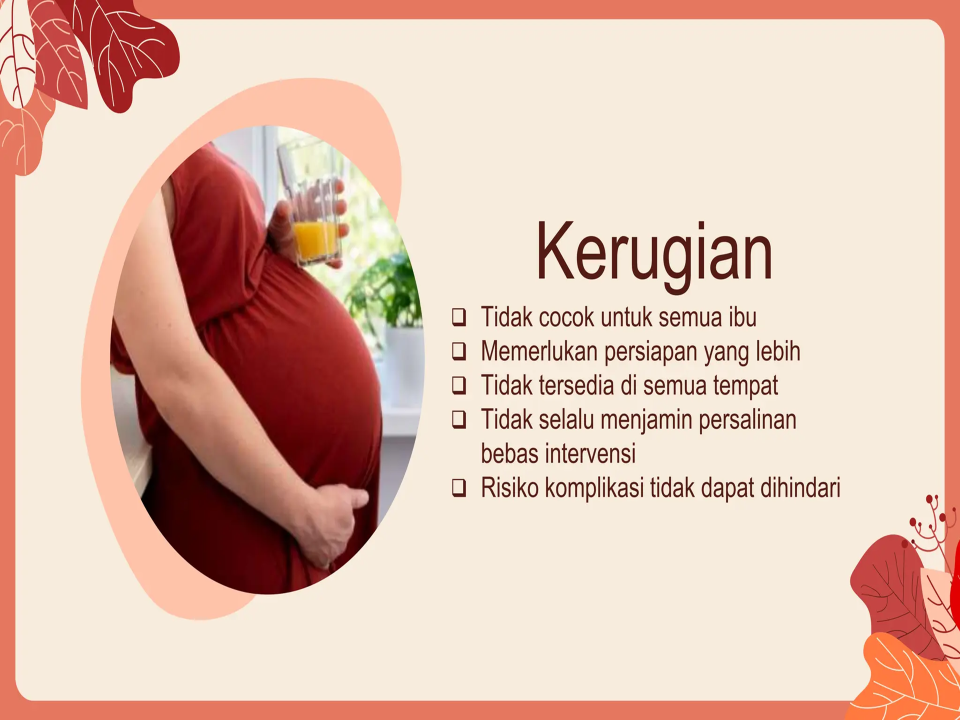 Kerugian
Tidak cocok untuk semua ibu
Memerlukan persiapan yang lebih
Tidak tersedia di semua tempat
Tidak selalu menjamin persalinan
bebas intervensi
Risiko komplikasi tidak dapat dihindari